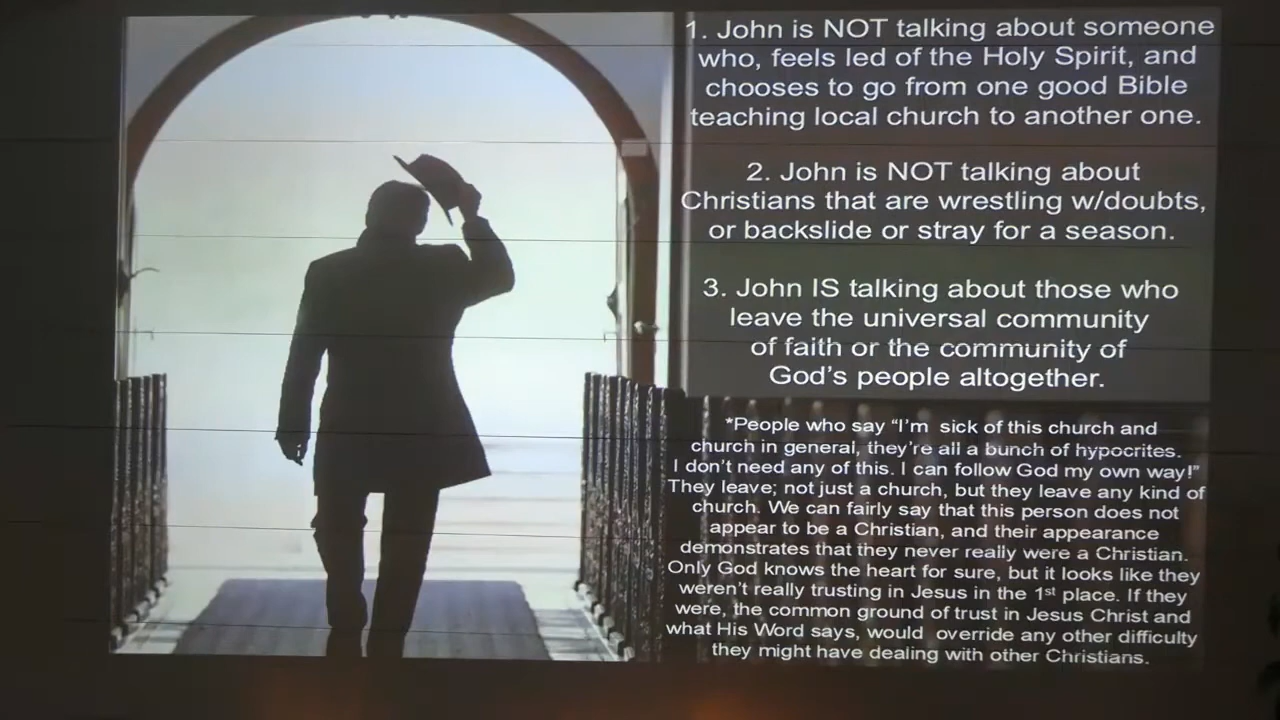 1. John is NOT talking about someone
who, feels led of the Holy Spirit, and
chooses to go from one good Bible
teaching local church to another one.
2. John is NOT talking about
Christians that are wrestling w/doubts,
or backslide or stray for a season.
3. John IS talking about those who
leave the universal community
of faith or the community of
God's people altogether.
*People who say “I'm sick of this church and
church in general, they're all a bunch of hypocrites.
I don't need any of this. I can follow God my own way!”
They leave; not just a church, but they leave any kind of
church. We can fairly say that this person does not
appear to be a Christian, and their appearance
demonstrates that they never really were a Christian.
Only God knows the heart for sure, but it looks like they
weren't really trusting in Jesus in the 1st place. If they
were, the common ground of trust in Jesus Christ and
what His Word says, would override any other difficulty
they might have dealing with other Christians.